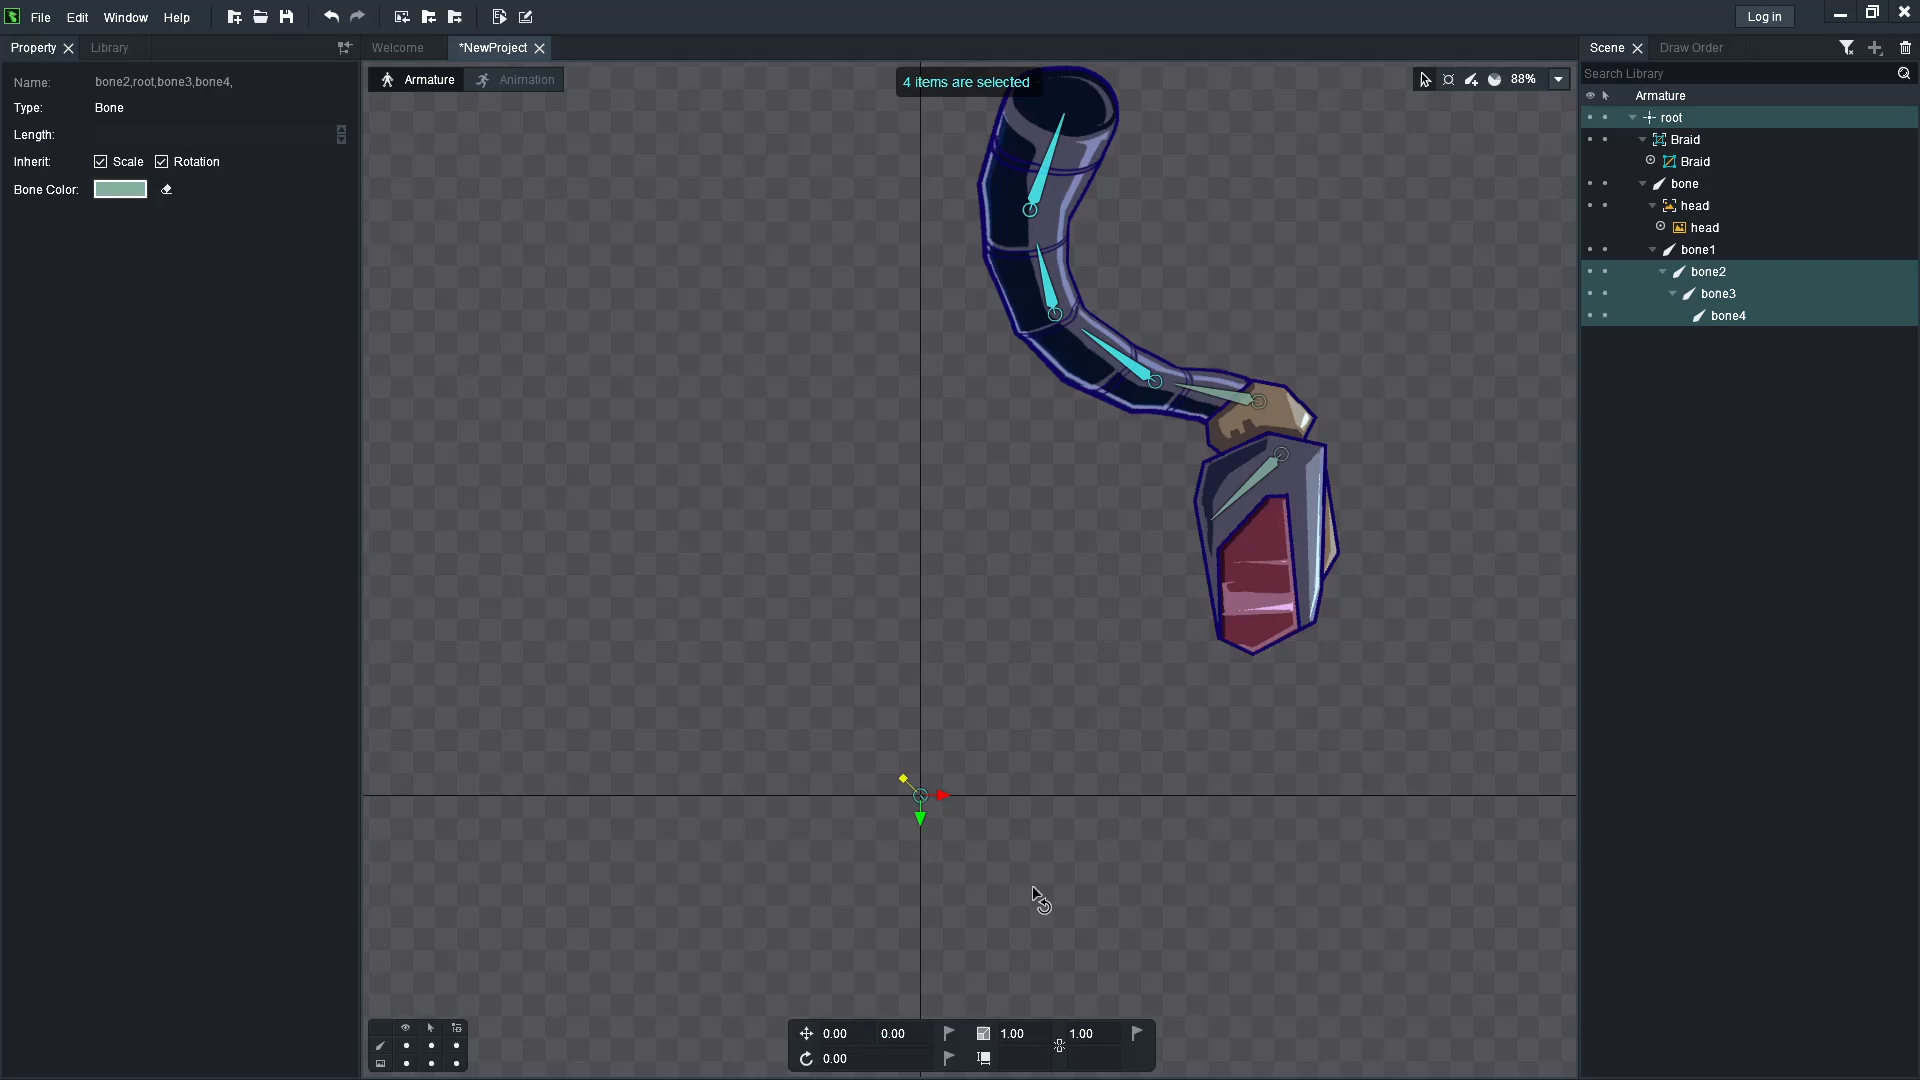 File Edit Window Help
Log in
Property Library
Welcome *NewProject
Scene Draw Order
Name: bone2,root,bone3,bone4,
Type: Bone
Length:
Inherit: Scale Rotation
Bone Color:
Armature Animation
4 items are selected
88%
Search Library
Armature
root
Braid
Braid
bone
head
head
bone1
bone2
bone3
bone4
0.00 0.00 1.00 1.00
0.00